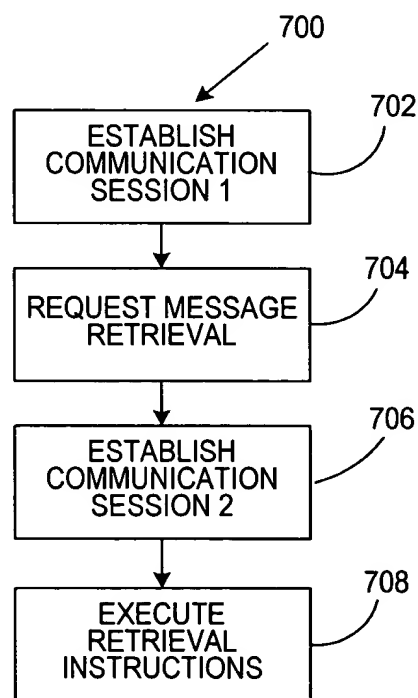 700
ESTABLISH
COMMUNICATION
SESSION 1
702
REQUEST MESSAGE
RETRIEVAL
704
ESTABLISH
COMMUNICATION
SESSION 2
706
EXECUTE
RETRIEVAL
INSTRUCTIONS
708